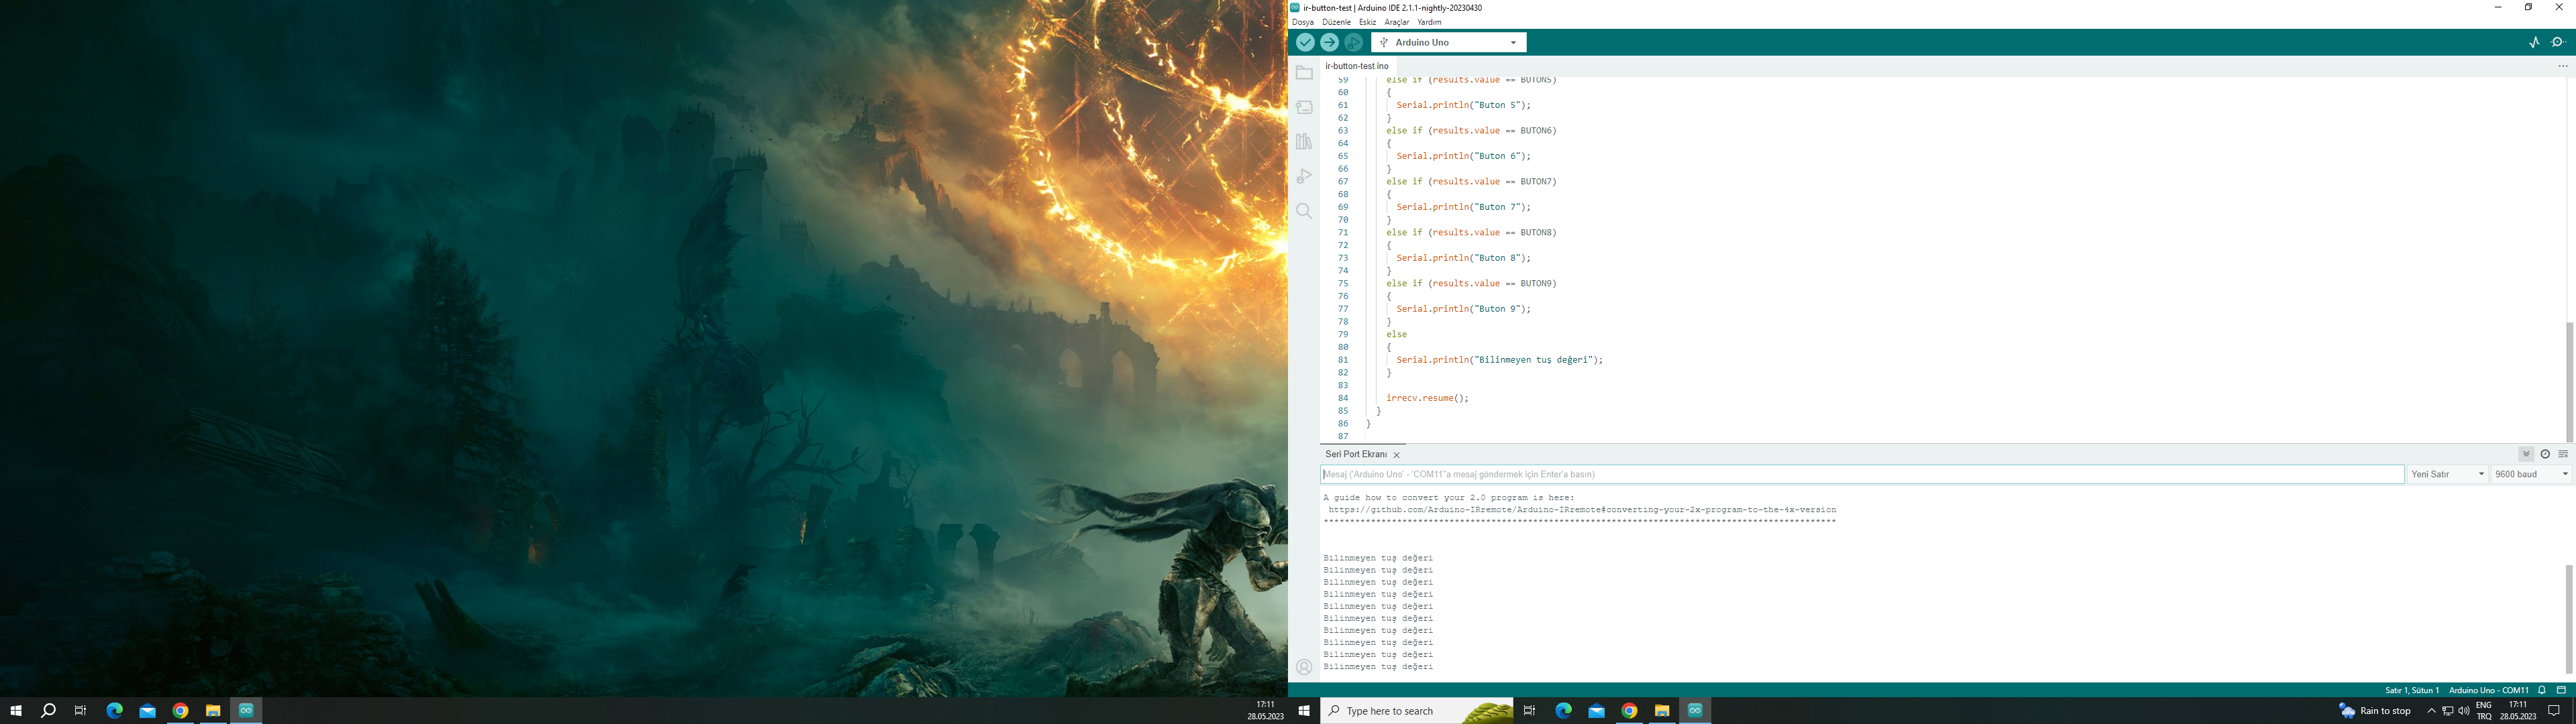 ir-button-test | Arduino IDE 2.1.1-nightly-20230430
Dosya Düzenle Eskiz Araçlar Yardım
Arduino Uno
ir-button-test.ino
59 else if (results.value == BUTON5)
60 {
61 Serial.println("Buton 5");
62 }
63 else if (results.value == BUTON6)
64 {
65 Serial.println("Buton 6");
66 }
67 else if (results.value == BUTON7)
68 {
69 Serial.println("Buton 7");
70 }
71 else if (results.value == BUTON8)
72 {
73 Serial.println("Buton 8");
74 }
75 else if (results.value == BUTON9)
76 {
77 Serial.println("Buton 9");
78 }
79 else
80 {
81 Serial.println("Bilinmeyen tuş değeri");
82 }
83
84 irrecv.resume();
85 }
86 }
87
Seri Port Ekranı
Mesaj ('Arduino Uno' - 'COM11''a mesaj göndermek için Enter'a basın)
Yeni Satır
9600 baud
A guide how to convert your 2.0 program is here:
https://github.com/Arduino-IRremote/Arduino-IRremote#converting-your-2x-program-to-the-4x-version
**************************************************************************************************
Bilinmeyen tuş değeri
Bilinmeyen tuş değeri
Bilinmeyen tuş değeri
Bilinmeyen tuş değeri
Bilinmeyen tuş değeri
Bilinmeyen tuş değeri
Bilinmeyen tuş değeri
Bilinmeyen tuş değeri
Bilinmeyen tuş değeri
Bilinmeyen tuş değeri
Satır 1, Sütun 1 Arduino Uno - COM11
17:11
28.05.2023
Type here to search
Rain to stop
ENG
TRQ
17:11
28.05.2023